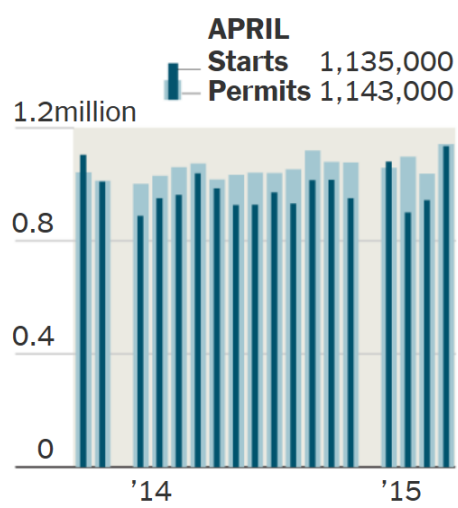 APRIL
Starts 1,135,000
Permits 1,143,000
1.2million
0.8
0.4
0
’14 ’15